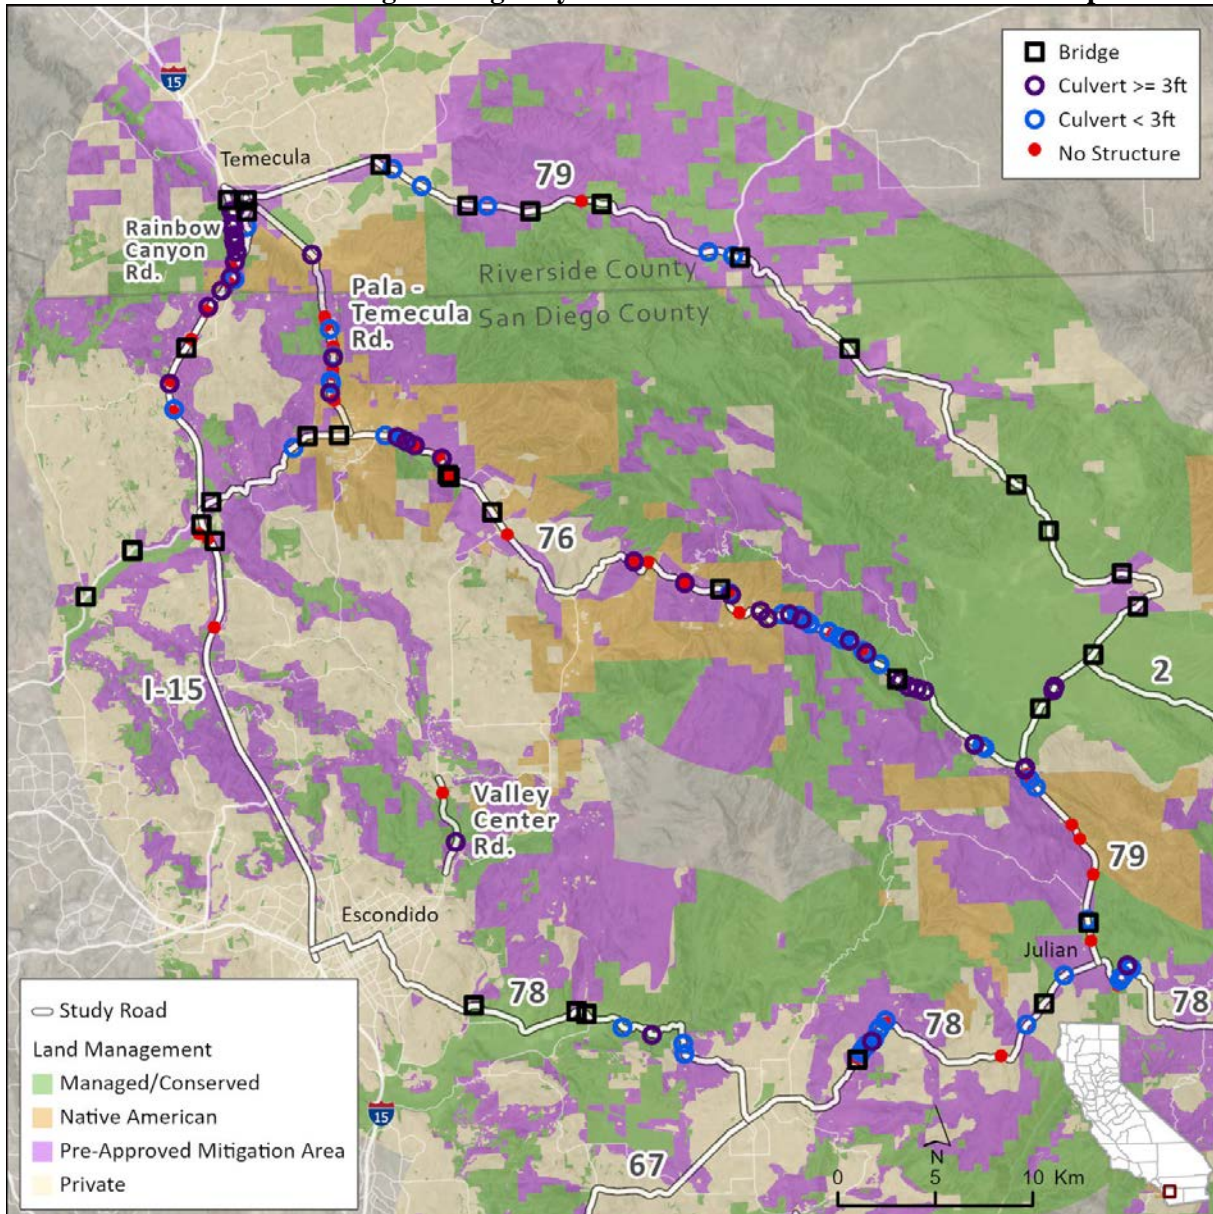 Bridge
Culvert >= 3ft
Culvert < 3ft
No Structure
15
Temecula
79
Rainbow
Canyon
Rd.
Riverside County
San Diego County
Pala -
Temecula
Rd.
76
I-15
2
Valley
Center
Rd.
79
Escondido
Julian
78
78
78
67
15
Study Road
Land Management
Managed/Conserved
Native American
Pre-Approved Mitigation Area
Private
N
0 5 10 Km